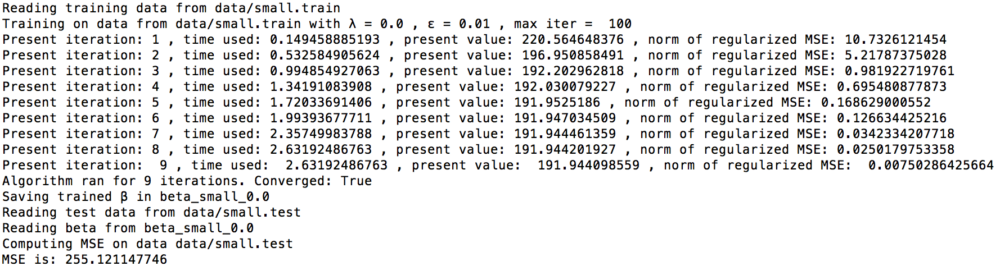 Reading training data from data/small.train
Training on data from data/small.train with λ = 0.0 , ε = 0.01 , max iter =  100
Present iteration: 1 , time used: 0.149458885193 , present value: 220.564648376 , norm of regularized MSE: 10.7326121454
Present iteration: 2 , time used: 0.532584905624 , present value: 196.950858491 , norm of regularized MSE: 5.21787375028
Present iteration: 3 , time used: 0.994854927063 , present value: 192.202962818 , norm of regularized MSE: 0.981922719761
Present iteration: 4 , time used: 1.34191083908 , present value: 192.030079227 , norm of regularized MSE: 0.695480877873
Present iteration: 5 , time used: 1.72033691406 , present value: 191.9525186 , norm of regularized MSE: 0.168629000552
Present iteration: 6 , time used: 1.99393677711 , present value: 191.947034509 , norm of regularized MSE: 0.126634425216
Present iteration: 7 , time used: 2.35749983788 , present value: 191.944461359 , norm of regularized MSE: 0.0342334207718
Present iteration: 8 , time used: 2.63192486763 , present value: 191.944201927 , norm of regularized MSE: 0.0250179753358
Present iteration:  9 , time used:  2.63192486763 , present value:  191.944098559 , norm of regularized MSE:  0.00750286425664
Algorithm ran for 9 iterations. Converged: True
Saving trained β in beta_small_0.0
Reading test data from data/small.test
Reading beta from beta_small_0.0
Computing MSE on data data/small.test
MSE is: 255.121147746